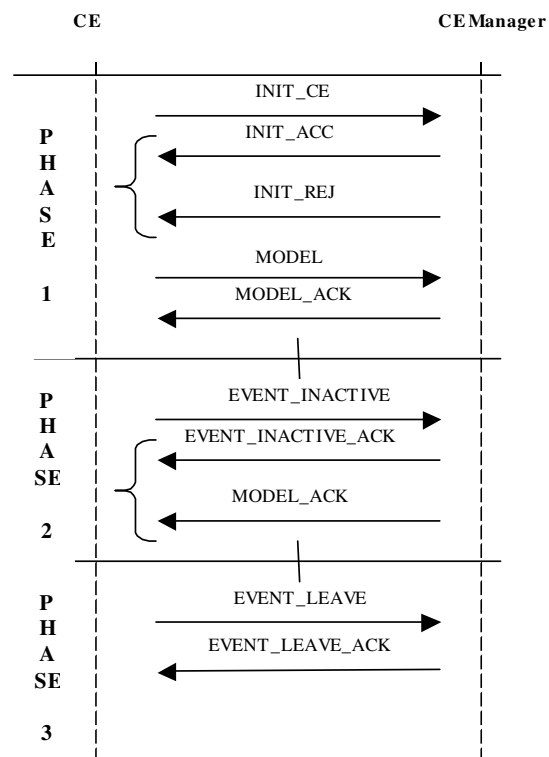 CE CEManager
INIT_CE
INIT_ACC
INIT_REJ
MODEL
MODEL_ACK
P
H
A
S
E
1
EVENT_INACTIVE
EVENT_INACTIVE_ACK
MODEL_ACK
P
H
A
SE
2
EVENT_LEAVE
EVENT_LEAVE_ACK
P
H
A
SE
3